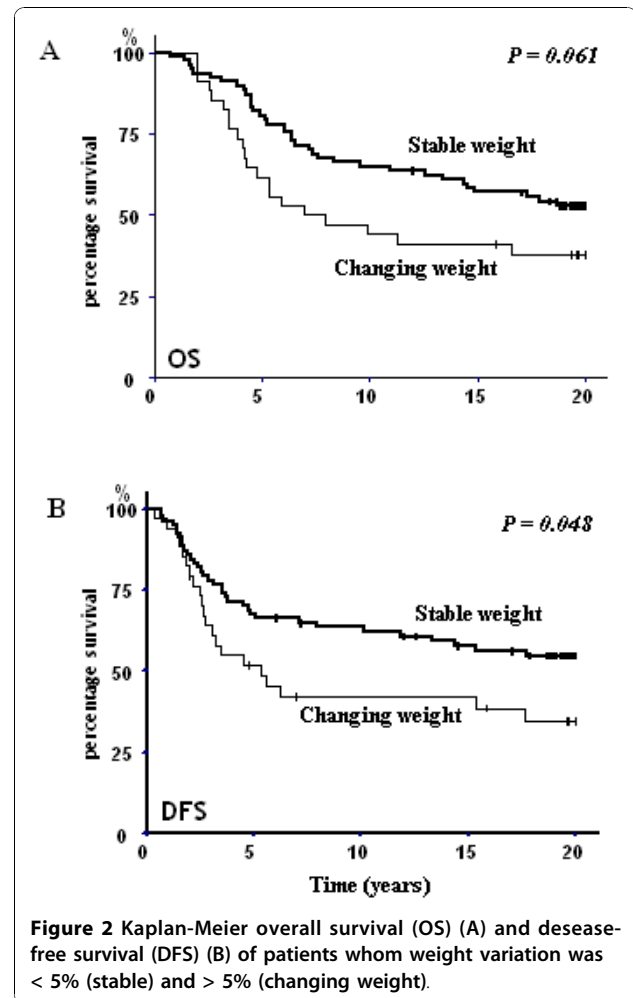 A
%
100
P = 0.061
75
Stable weight
percentage survival
50
Changing weight
25
OS
0
0 5 10 15 20
B
%
100
P = 0.048
75
Stable weight
percentage survival
50
Changing weight
25
DFS
0
0 5 10 15 20
Time (years)
Figure 2 Kaplan-Meier overall survival (OS) (A) and desease-
free survival (DFS) (B) of patients whom weight variation was
< 5% (stable) and > 5% (changing weight).